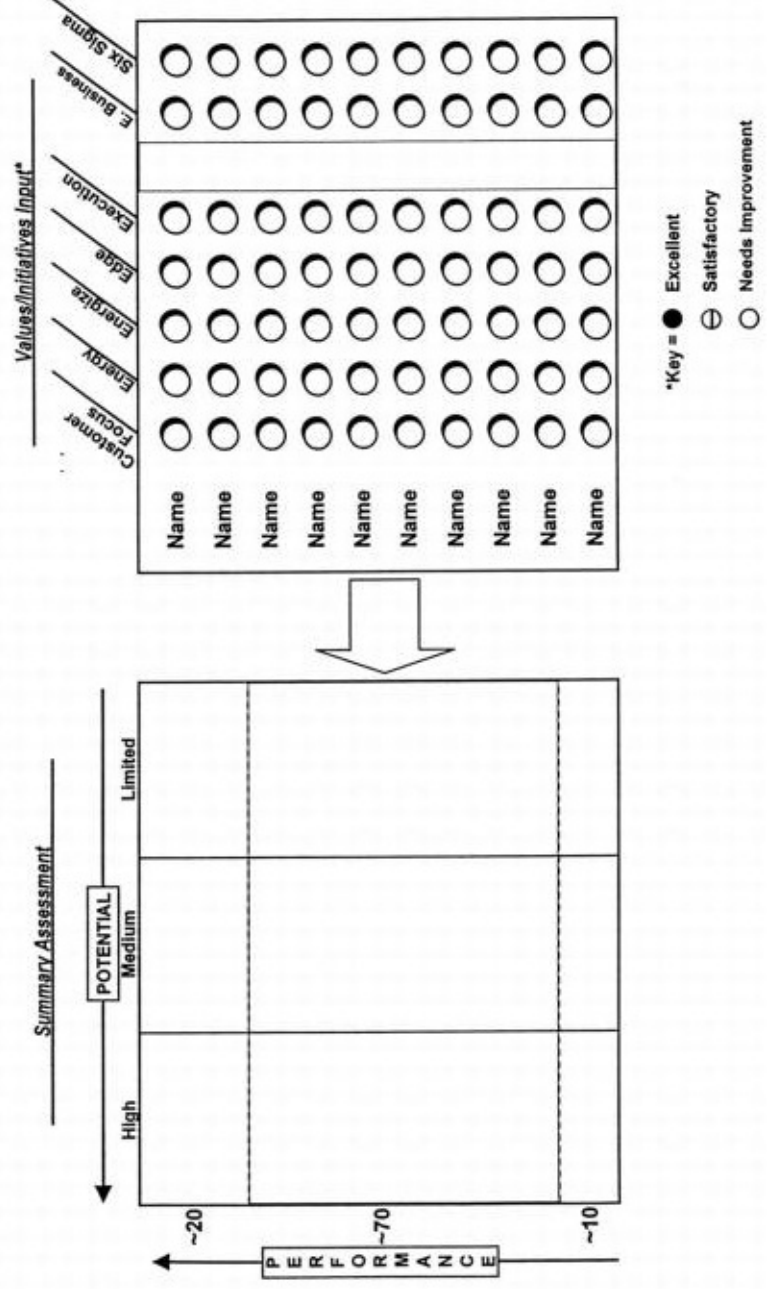 Summary Assessment
POTENTIAL
High Medium Limited
PERFORMANCE
~20
~70
~10
Values/Initiatives Input*
Customer Focus
Energy
Energize
Edge
Execution
E. Business
Six Sigma
Name
Name
Name
Name
Name
Name
Name
Name
Name
Name
*Key = Excellent
Satisfactory
Needs Improvement